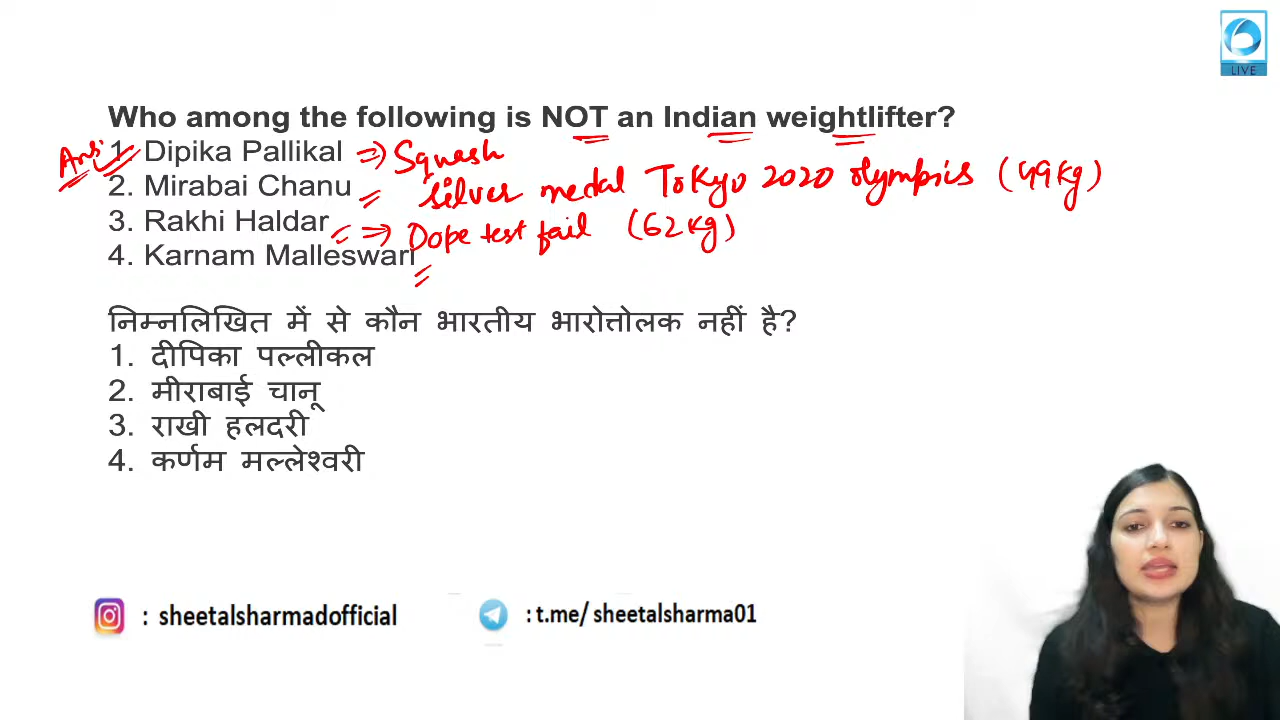 LIVE
Who among the following is NOT an Indian weightlifter?
Ans: 1. Dipika Pallikal => Squash
2. Mirabai Chanu silver medal Tokyo 2020 olympics (49kg)
3. Rakhi Haldar => Dope test fail (62kg)
4. Karnam Malleswari
निम्नलिखित में से कौन भारतीय भारोत्तोलक नहीं है?
1. दीपिका पल्लीकल
2. मीराबाई चानू
3. राखी हलदरी
4. कर्णम मल्लेश्वरी
: sheetalsharmadofficial
: t.me/ sheetalsharma01